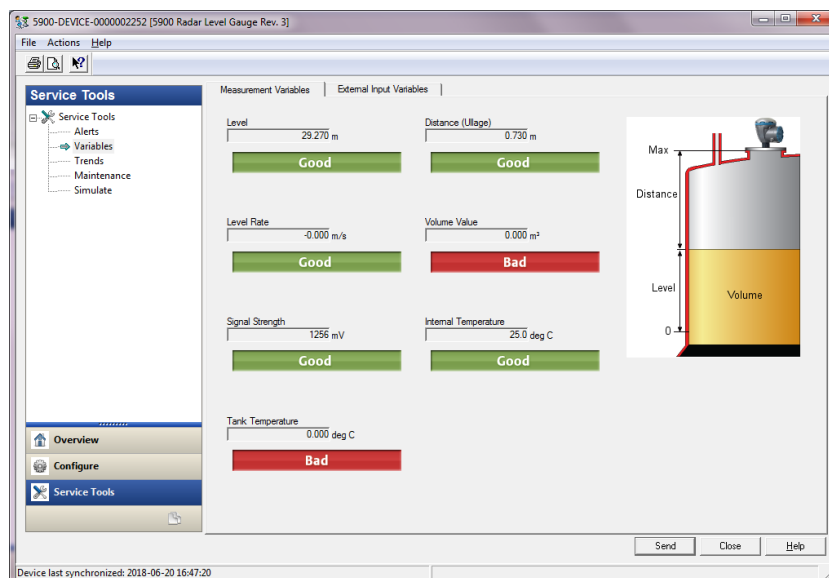 5900-DEVICE-0000002252 [5900 Radar Level Gauge Rev. 3]
File Actions Help
Service Tools
Service Tools
Alerts
Variables
Trends
Maintenance
Simulate
Overview
Configure
Service Tools
Measurement Variables External Input Variables
Level Distance (Ullage)
29.270 m 0.730 m
Good Good
Level Rate Volume Value
-0.000 m/s 0.000 m³
Good Bad
Signal Strength Internal Temperature
1256 mV 25.0 deg C
Good Good
Tank Temperature
0.000 deg C
Bad
Max
Distance
Level
Volume
0
Send Close Help
Device last synchronized: 2018-06-20 16:47:20